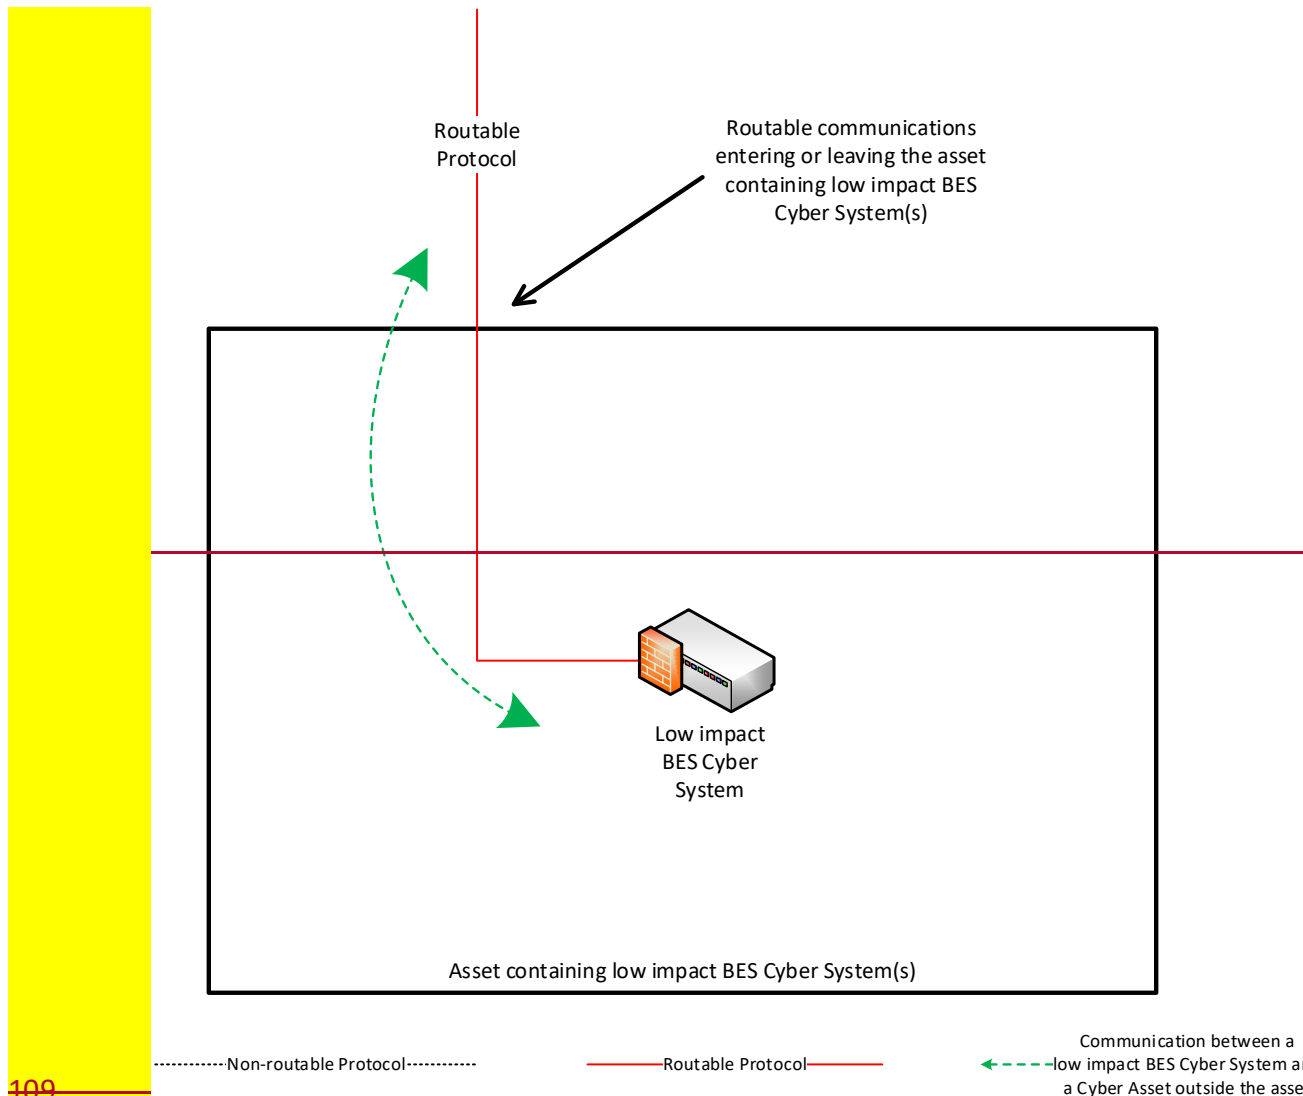 Routable
Protocol
Routable communications
entering or leaving the asset
containing low impact BES
Cyber System(s)
Low impact
BES Cyber
System
Asset containing low impact BES Cyber System(s)
Non-routable Protocol
Routable Protocol
Communication between a
low impact BES Cyber System
a Cyber Asset outside the
109